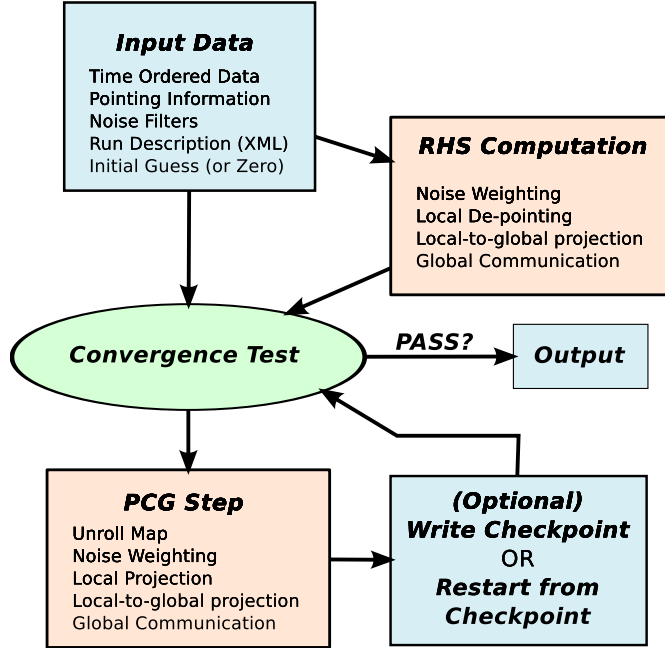 Input Data
Time Ordered Data
Pointing Information
Noise Filters
Run Description (XML)
Initial Guess (or Zero)
RHS Computation
Noise Weighting
Local De-pointing
Local-to-global projection
Global Communication
Convergence Test
PASS?
Output
PCG Step
Unroll Map
Noise Weighting
Local Projection
Local-to-global projection
Global Communication
(Optional)
Write Checkpoint
OR
Restart from
Checkpoint